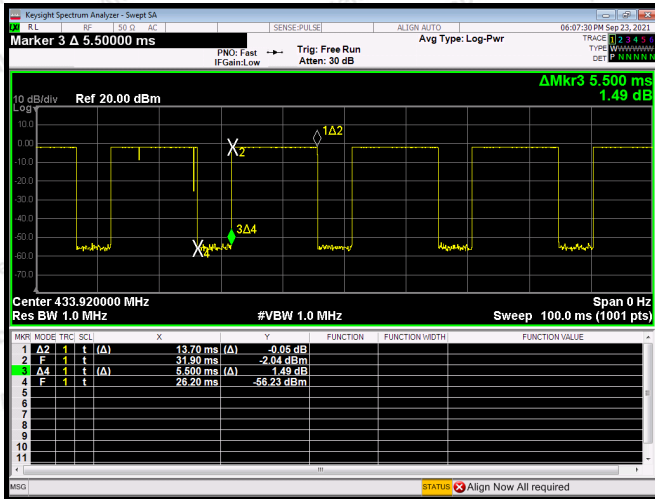 Keysight Spectrum Analyzer - Swept SA
RL RF 50 Ω AC SENSE:PULSE ALIGN AUTO 06:07:30 PM Sep 23, 2021
Marker 3 Δ 5.50000 ms Avg Type: Log-Pwr TRACE 1 2 3 4 5 6
PNO: Fast Trig: Free Run TYPE WWWWWW
IFGain:Low Atten: 30 dB DET P N N N N N
ΔMkr3 5.500 ms
1.49 dB
10 dB/div Ref 20.00 dBm
Log
10.0
0.00
-10.0
-20.0
-30.0
-40.0
-50.0
-60.0
-70.0
1Δ2
X2
3Δ4
X4
Center 433.920000 MHz Span 0 Hz
Res BW 1.0 MHz #VBW 1.0 MHz Sweep 100.0 ms (1001 pts)
MKR MODE TRC SCL X Y FUNCTION FUNCTION WIDTH FUNCTION VALUE
1 Δ2 1 t (Δ) 13.70 ms (Δ) -0.05 dB
2 F 1 t 31.90 ms -2.04 dBm
3 Δ4 1 t (Δ) 5.500 ms (Δ) 1.49 dB
4 F 1 t 26.20 ms -56.23 dBm
5
6
7
8
9
10
11
MSG STATUS Align Now All required